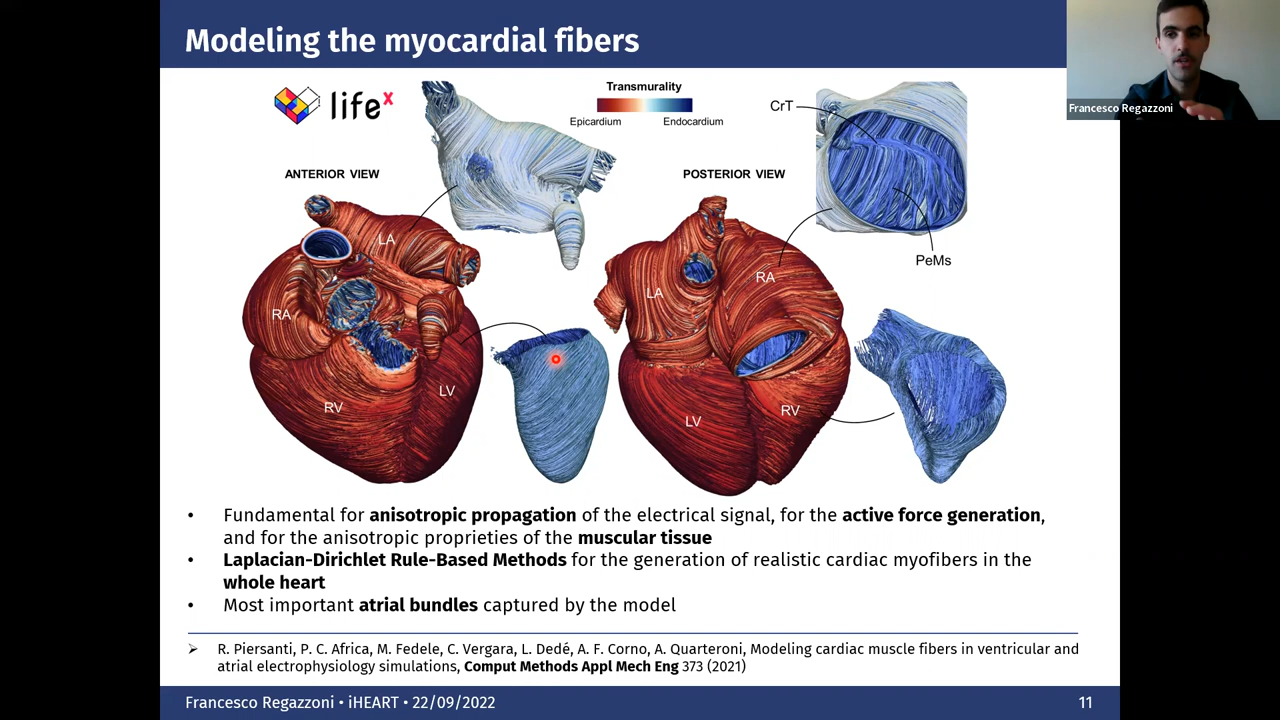 Modeling the myocardial fibers
Francesco Regazzoni
life x
Transmurality
Epicardium Endocardium
CrT
ANTERIOR VIEW
POSTERIOR VIEW
LA
RA
LV
RV
PeMs
LA
RA
LV
RV
• Fundamental for anisotropic propagation of the electrical signal, for the active force generation,
and for the anisotropic proprieties of the muscular tissue
• Laplacian-Dirichlet Rule-Based Methods for the generation of realistic cardiac myofibers in the
whole heart
• Most important atrial bundles captured by the model
➢ R. Piersanti, P. C. Africa, M. Fedele, C. Vergara, L. Dedé, A. F. Corno, A. Quarteroni, Modeling cardiac muscle fibers in ventricular and
atrial electrophysiology simulations, Comput Methods Appl Mech Eng 373 (2021)
Francesco Regazzoni • iHEART • 22/09/2022 11